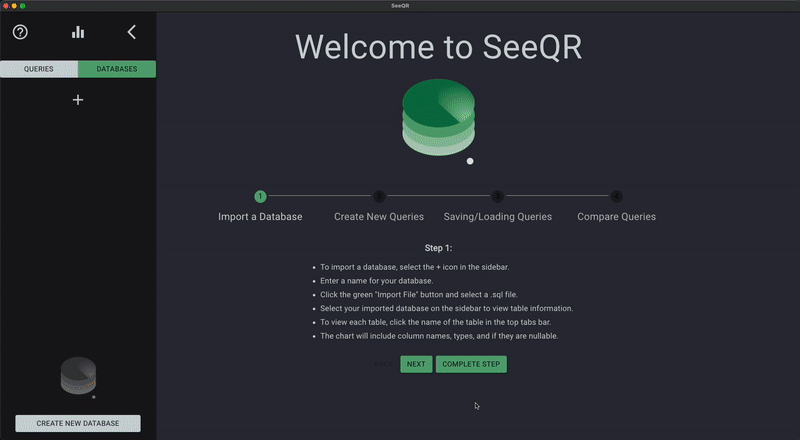 SeeQR
QUERIES
DATABASES
+
CREATE NEW DATABASE
Welcome to SeeQR
1
2
3
4
Import a Database
Create New Queries
Saving/Loading Queries
Compare Queries
Step 1:
• To import a database, select the + icon in the sidebar.
• Enter a name for your database.
• Click the green "Import File" button and select a .sql file.
• Select your imported database on the sidebar to view table information.
• To view each table, click the name of the table in the top tabs bar.
• The chart will include column names, types, and if they are nullable.
BACK
NEXT
COMPLETE STEP